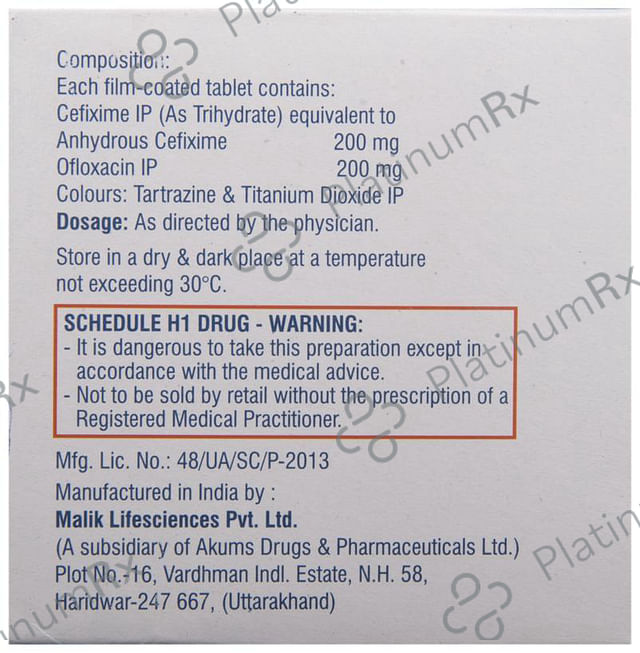 PlatinumRx
Composition:
Each film-coated tablet contains:
Cefixime IP (As Trihydrate) equivalent to
Anhydrous Cefixime 200 mg
Ofloxacin IP 200 mg
Colours: Tartrazine & Titanium Dioxide IP
Dosage: As directed by the physician.
Store in a dry & dark place at a temperature
not exceeding 30°C.
SCHEDULE H1 DRUG - WARNING:
- It is dangerous to take this preparation except in
accordance with the medical advice.
- Not to be sold by retail without the prescription of a
Registered Medical Practitioner.
PlatinumRx
Mfg. Lic. No.: 48/UA/SC/P-2013
Manufactured in India by :
Malik Lifesciences Pvt. Ltd.
(A subsidiary of Akums Drugs & Pharmaceuticals Ltd.)
Plot No.-16, Vardhman Indl. Estate, N.H. 58,
Haridwar-247 667, (Uttarakhand)